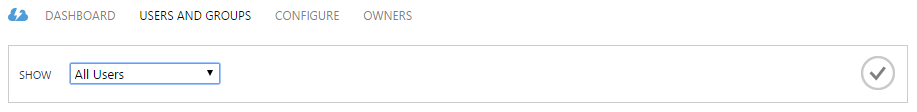 DASHBOARD USERS AND GROUPS CONFIGURE OWNERS
SHOW All Users